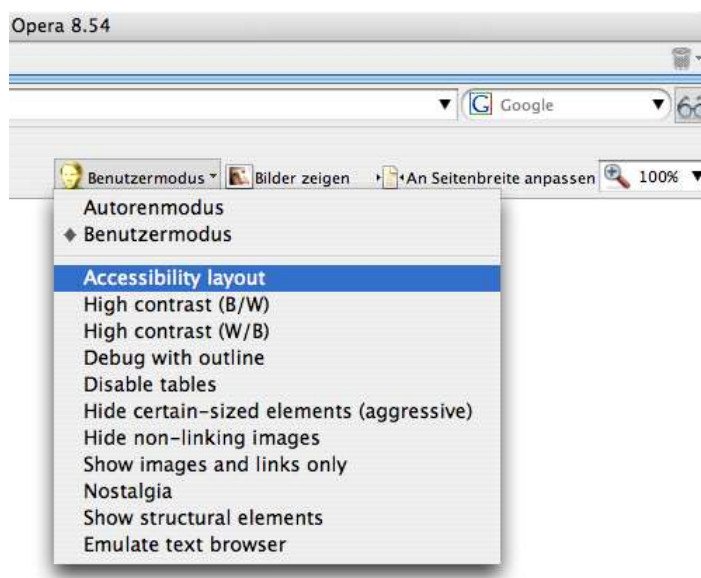 Opera 8.54
Google
Benutzermodus Bilder zeigen An Seitenbreite anpassen 100%
Autorenmodus
Benutzermodus
Accessibility layout
High contrast (B/W)
High contrast (W/B)
Debug with outline
Disable tables
Hide certain-sized elements (aggressive)
Hide non-linking images
Show images and links only
Nostalgia
Show structural elements
Emulate text browser